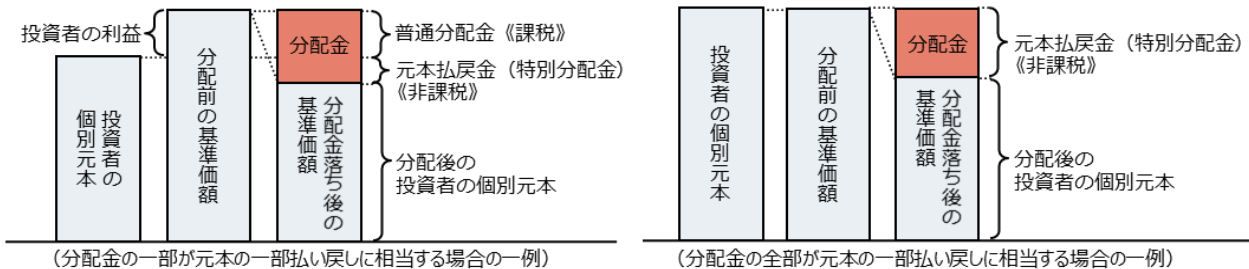 投資者の利益
投資者の
個別元本
分配前の基準価額
分配金
分配金落ち後の
基準価額
普通分配金《課税》
元本払戻金（特別分配金）
《非課税》
分配後の
投資者の個別元本
（分配金の一部が元本の一部払い戻しに相当する場合の一例）
投資者の個別元本
分配前の基準価額
分配金
分配金落ち後の
基準価額
元本払戻金（特別分配金）
《非課税》
分配後の
投資者の個別元本
（分配金の全部が元本の一部払い戻しに相当する場合の一例）